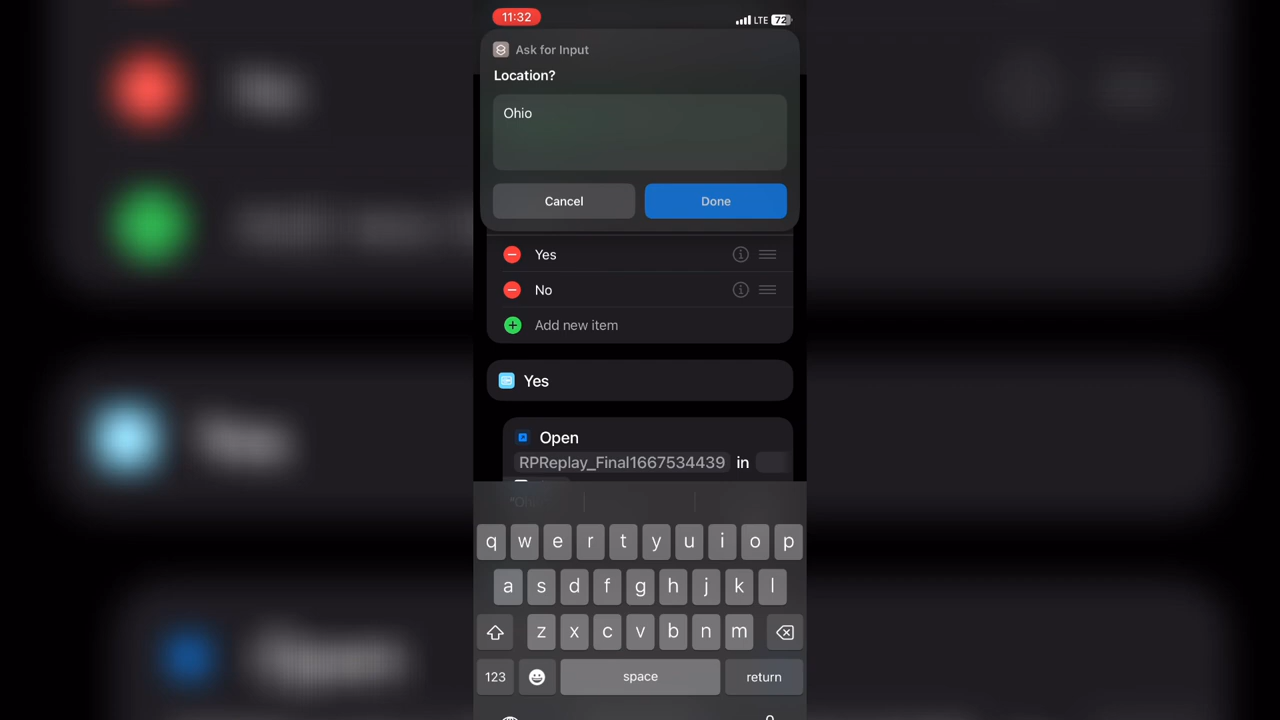 11:32
LTE 72
Ask for Input
Location?
Ohio
Cancel Done
Yes
No
Add new item
Yes
Open
RPReplay_Final1667534439 in
q w e r t y u i o p
a s d f g h j k l
z x c v b n m
123 space return